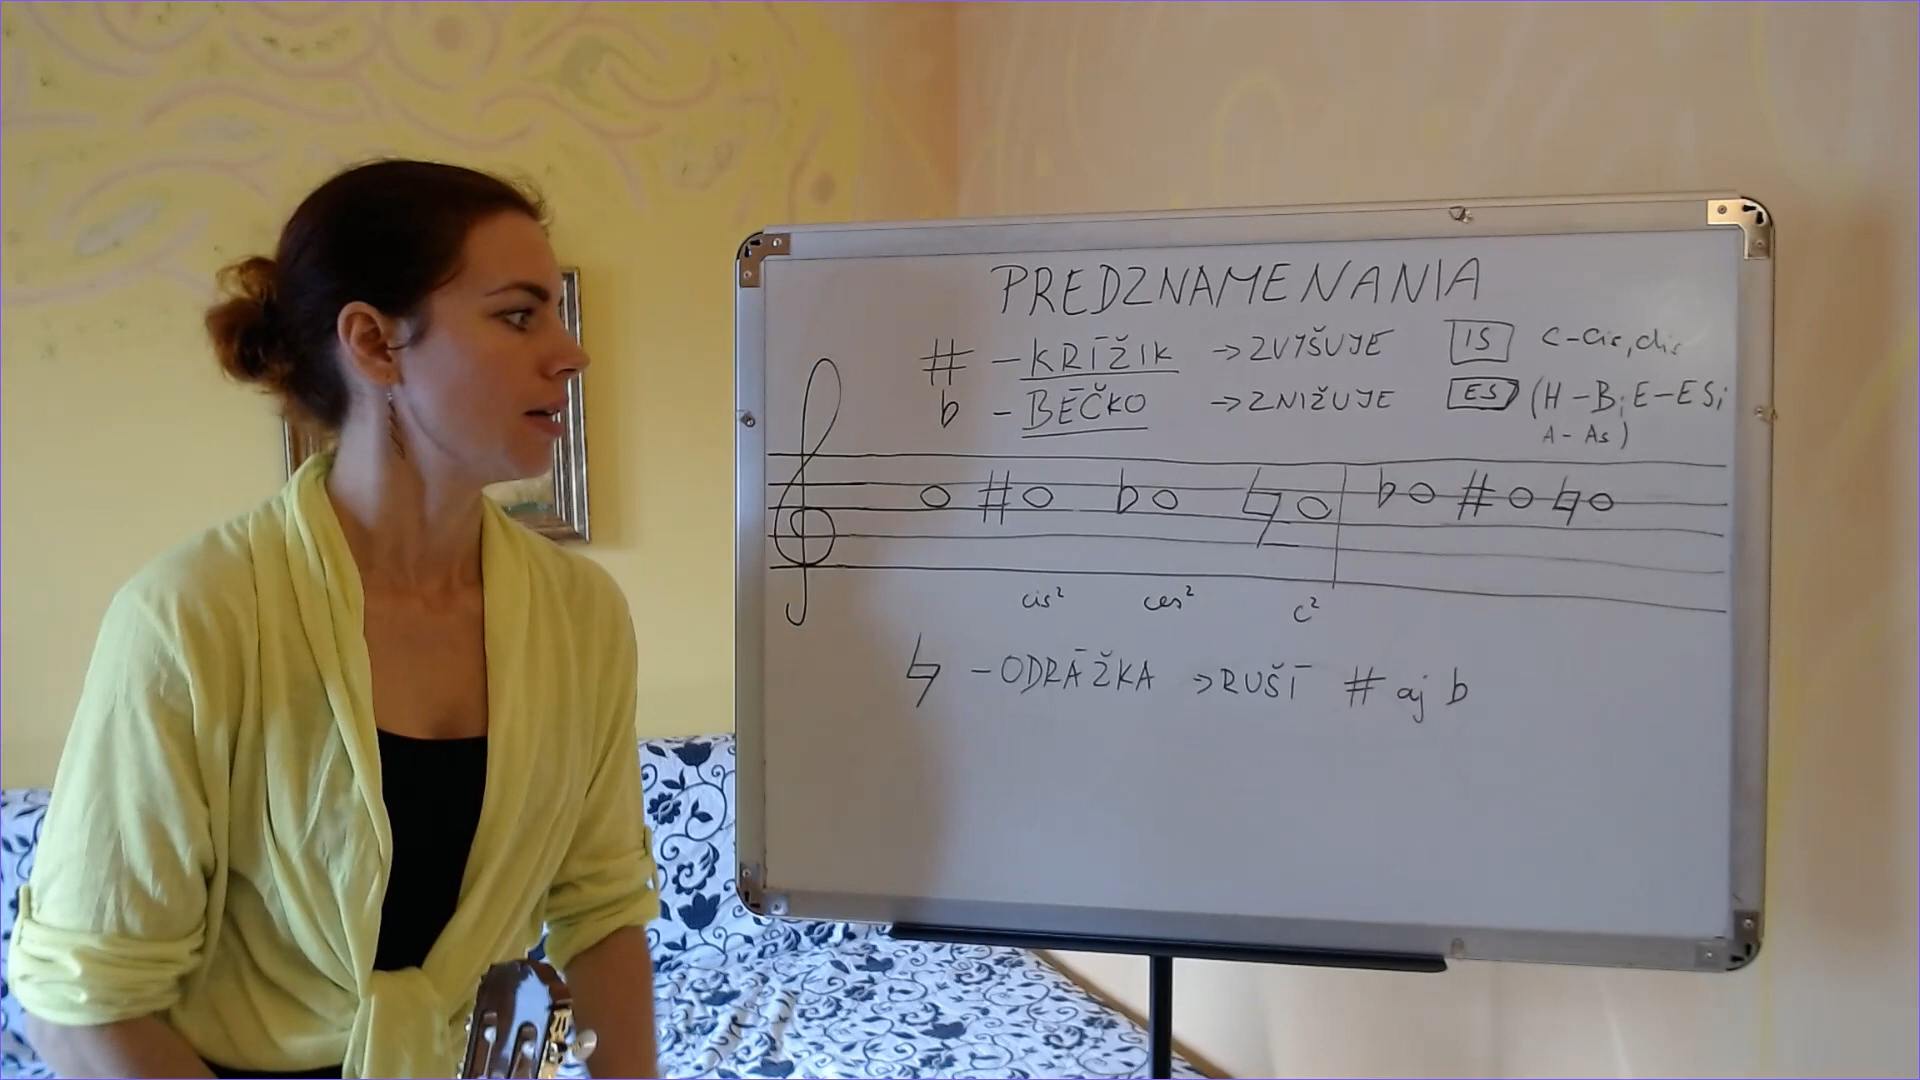 PREDZNAMENANIA
# - KRÍŽIK → ZVYŠUJE IS C - Cis, dis
b - BÉČKO → ZNIŽUJE ES (H - B; E - ES;
A - As)
cis² ces² c²
♮ - ODRÁŽKA → RUŠÍ # aj b